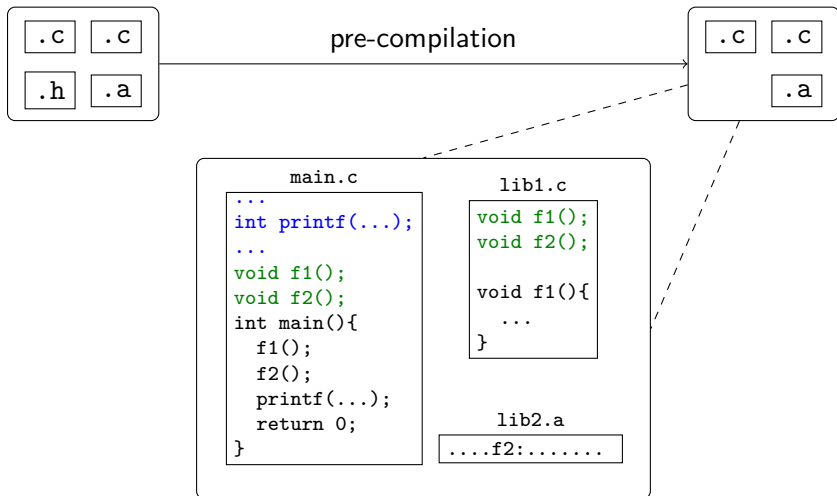 .c .c
.h .a
pre-compilation
.c .c
.a
main.c
...
int printf(...);
...
void f1();
void f2();
int main(){
  f1();
  f2();
  printf(...);
  return 0;
}
lib1.c
void f1();
void f2();
void f1(){
  ...
}
lib2.a
....f2:.......